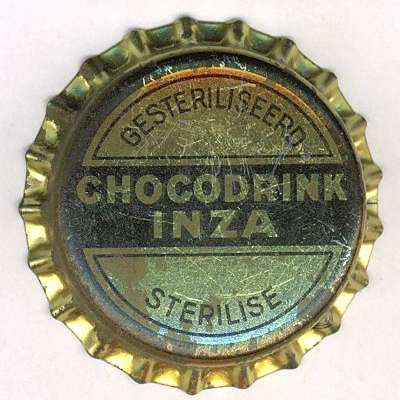 GESTERILISEERD
CHOCODRINK
INZA
STERILISE